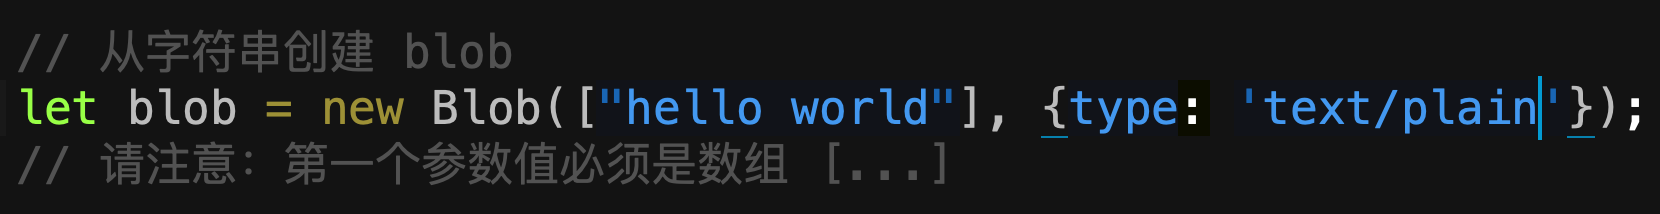 // 从字符串创建 blob
let blob = new Blob(["hello world"], {type: 'text/plain'});
// 请注意：第一个参数值必须是数组 [...]